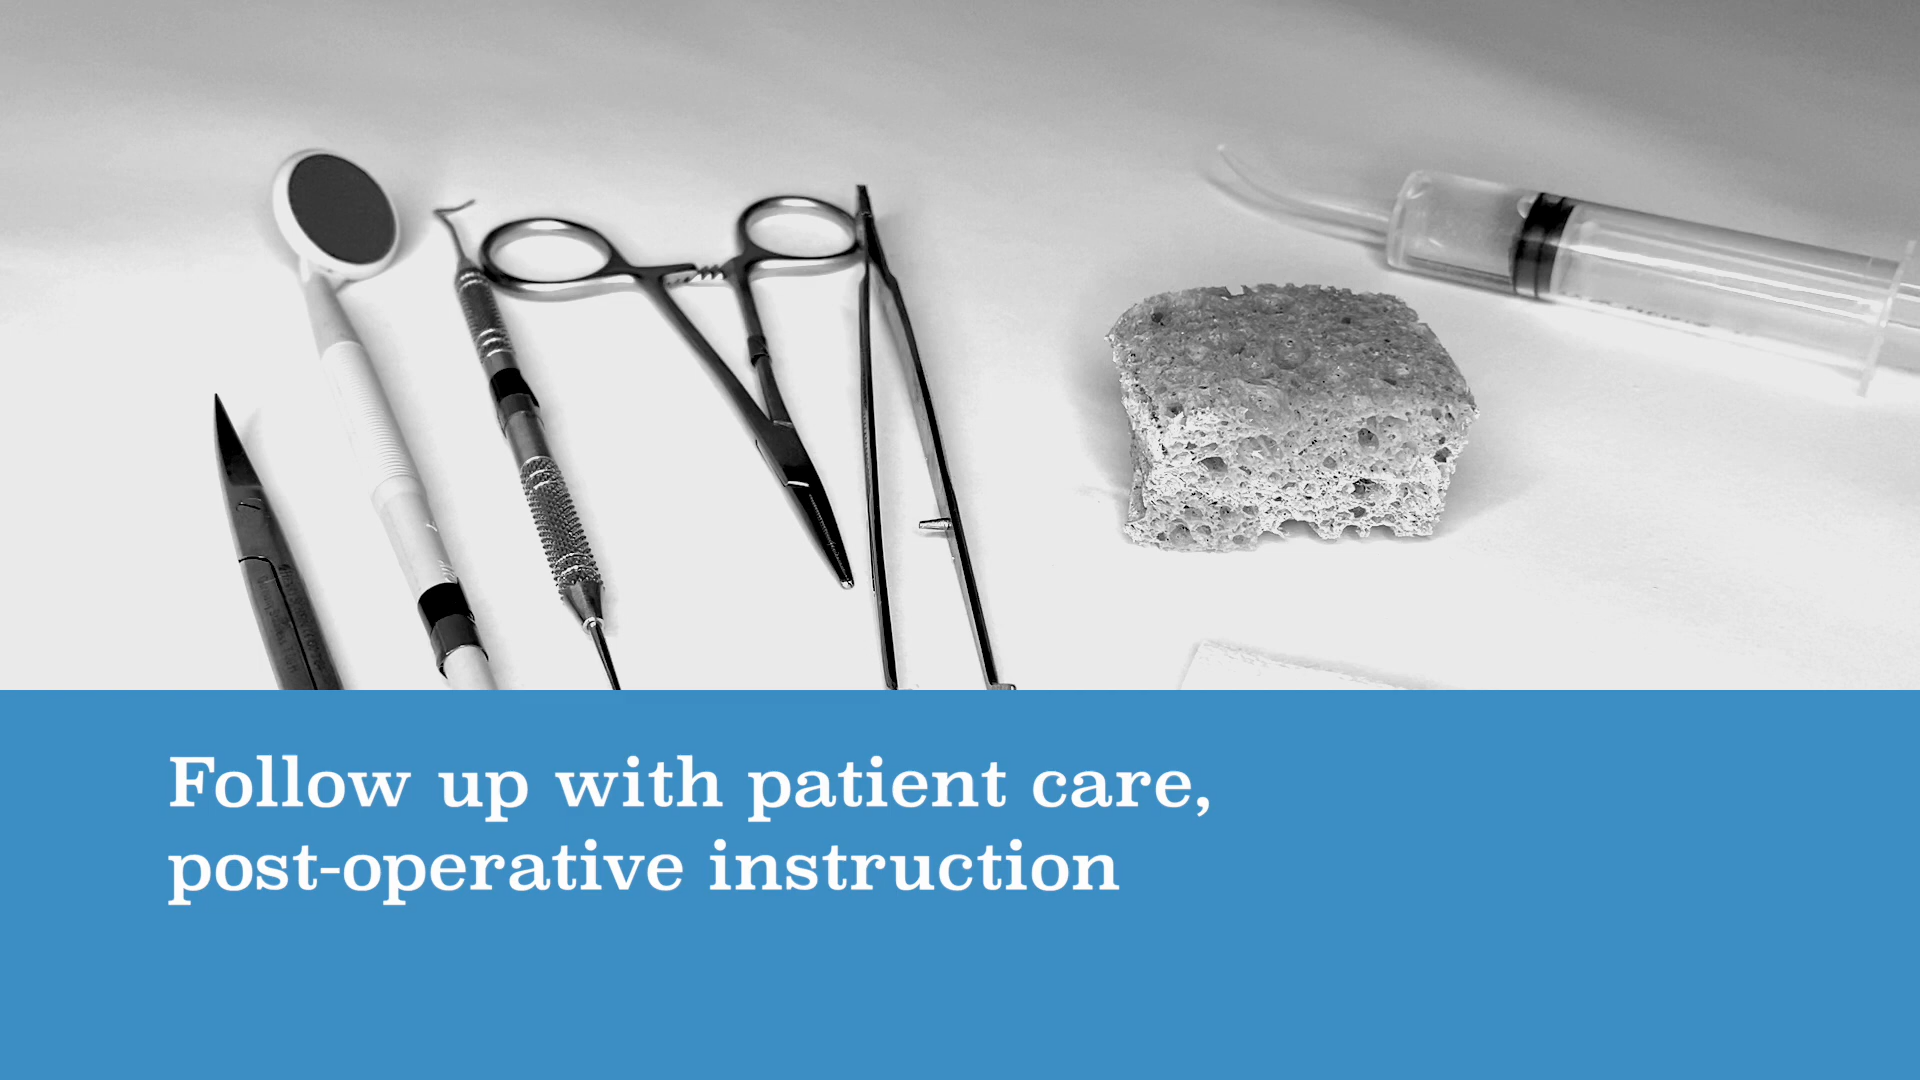 Follow up with patient care,
post-operative instruction